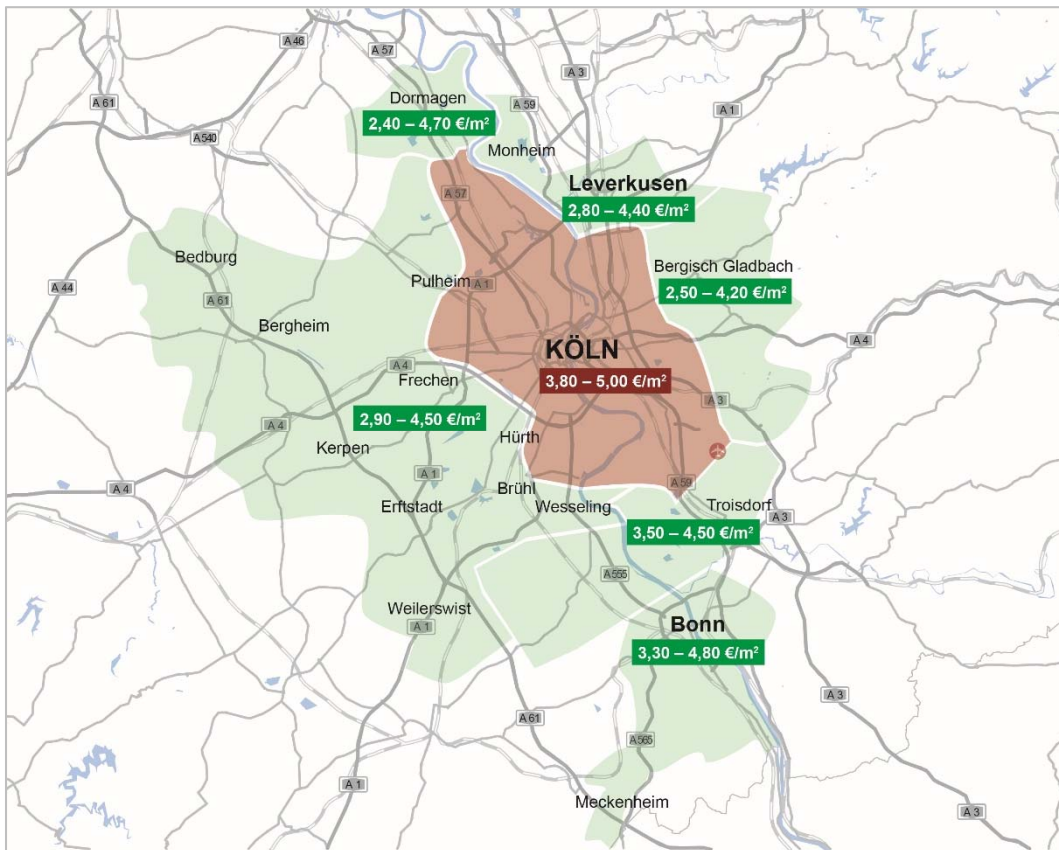 A 46
A 57
A 3
A 61
A 59
A 1
Dormagen
2,40 – 4,70 €/m²
A540
Monheim
Leverkusen
2,80 – 4,40 €/m²
A 57
Bedburg
Pulheim
A 1
Bergisch Gladbach
2,50 – 4,20 €/m²
A 44
A 61
Bergheim
A 4
KÖLN
3,80 – 5,00 €/m²
A 4
Frechen
2,90 – 4,50 €/m²
A 3
A 4
Hürth
Kerpen
A 1
A 4
Brühl
A 59
Erftstadt
Wesseling
Troisdorf
3,50 – 4,50 €/m²
A 3
A 555
Weilerswist
A 1
Bonn
3,30 – 4,80 €/m²
A 3
A 61
A565
A 1
Meckenheim
A 3